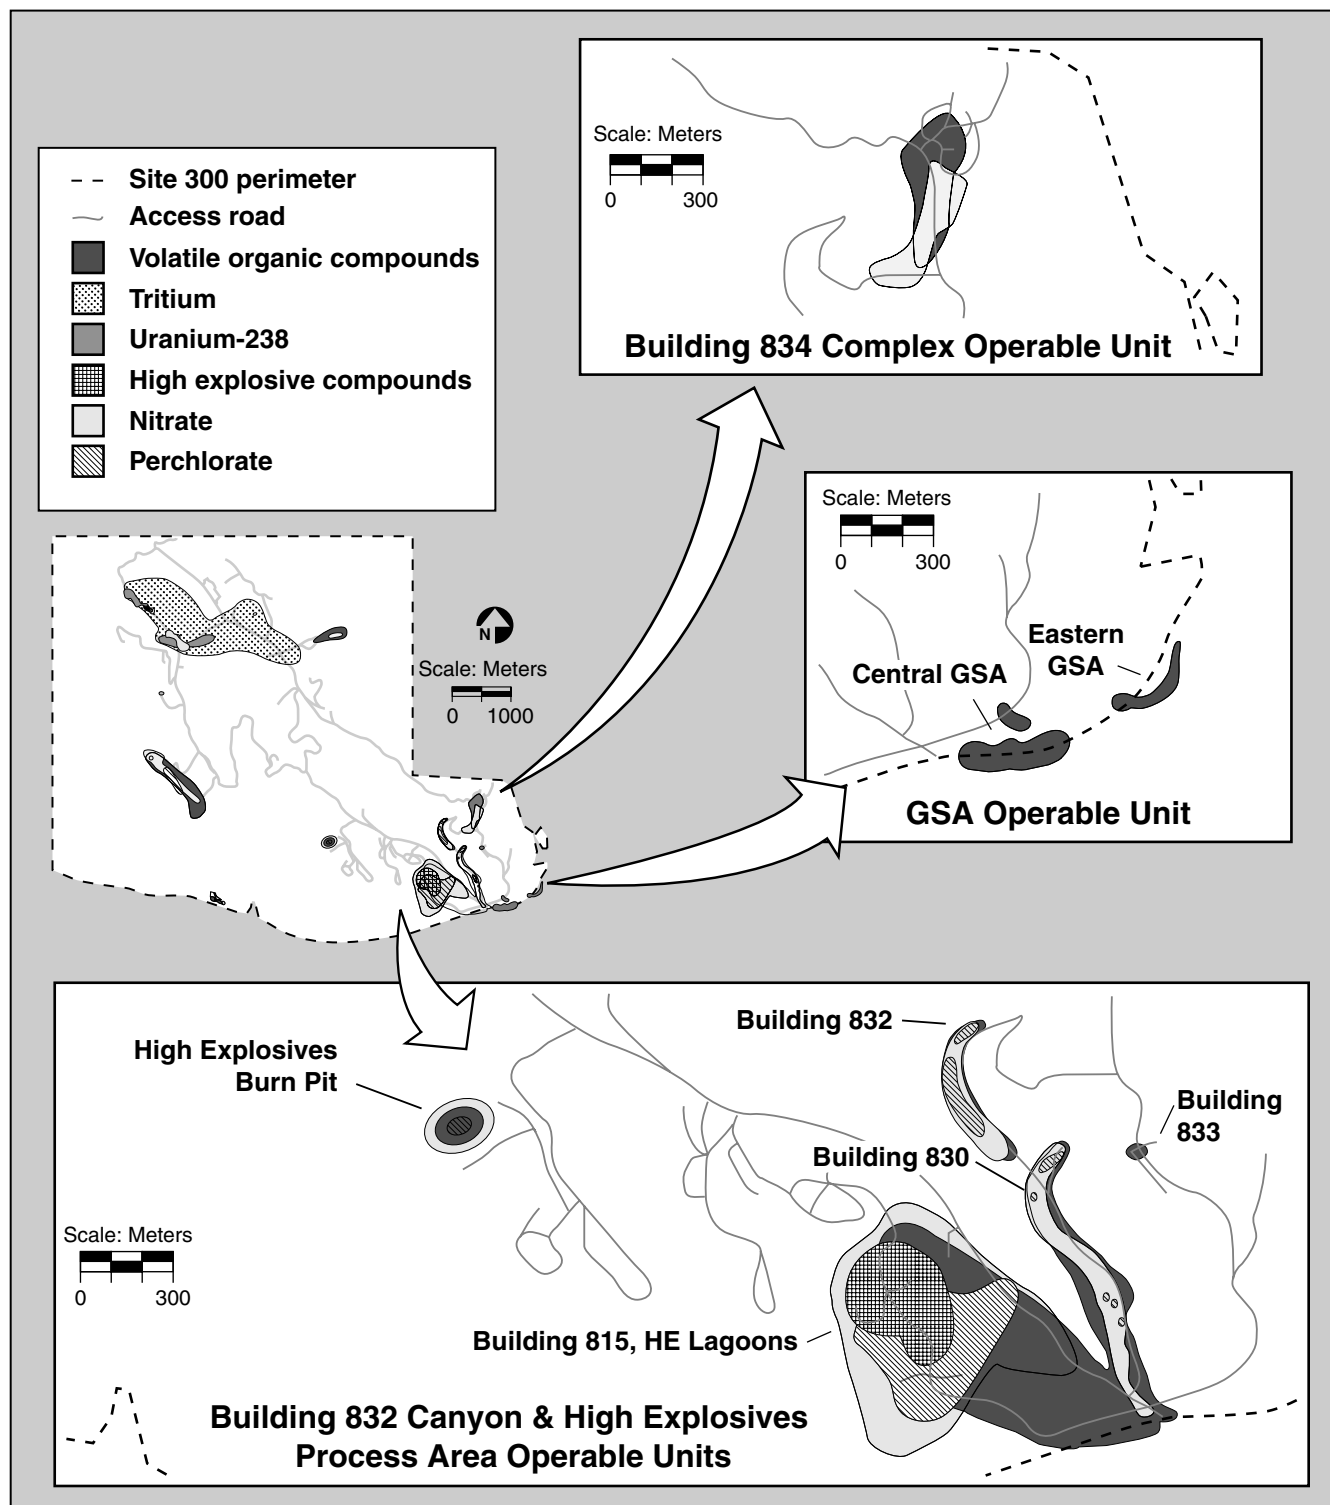 Scale: Meters
0 300
Building 834 Complex Operable Unit
Site 300 perimeter
Access road
Volatile organic compounds
Tritium
Uranium-238
High explosive compounds
Nitrate
Perchlorate
Scale: Meters
0 300
Eastern
GSA
Central GSA
GSA Operable Unit
N
Scale: Meters
0 1000
Building 832
High Explosives
Burn Pit
Building
833
Building 830
Scale: Meters
0 300
Building 815, HE Lagoons
Building 832 Canyon & High Explosives
Process Area Operable Units